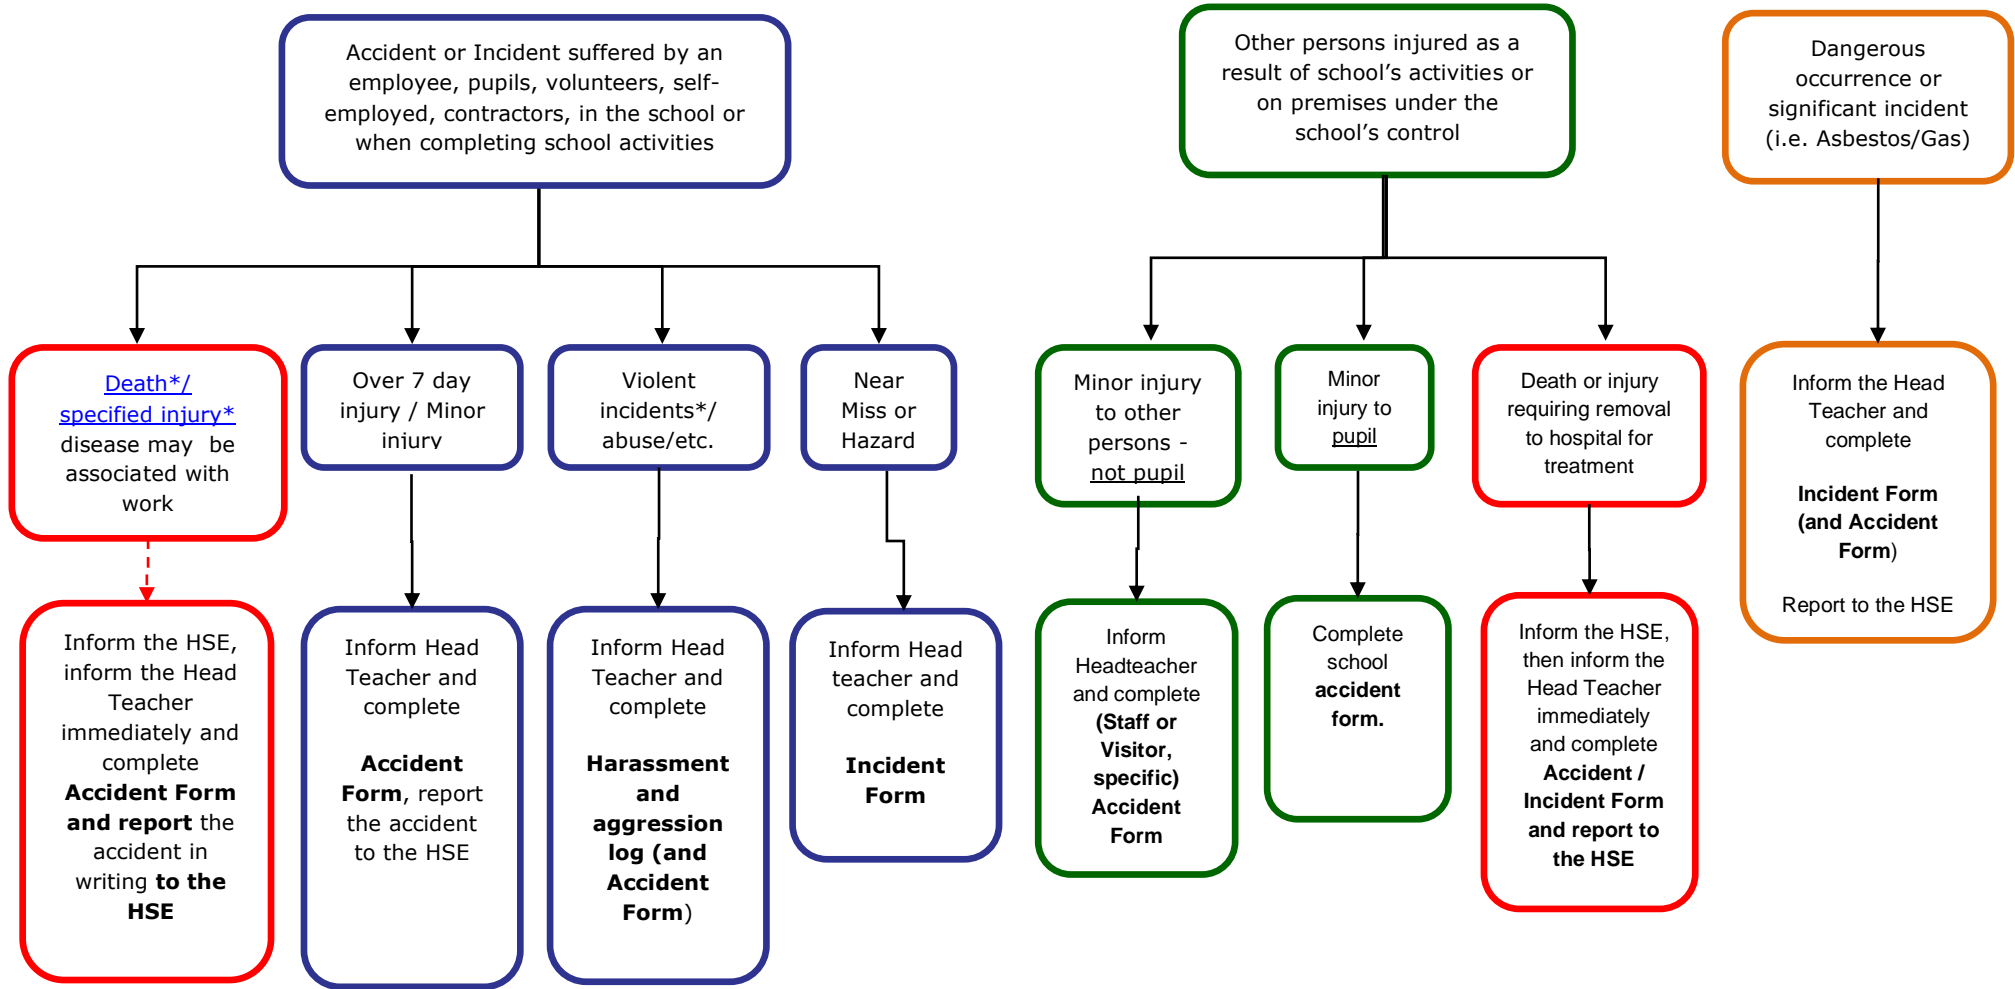 Accident or Incident suffered by an
employee, pupils, volunteers, self-
employed, contractors, in the school or
when completing school activities
Other persons injured as a
result of school’s activities or
on premises under the
school’s control
Dangerous
occurrence or
significant incident
(i.e. Asbestos/Gas)
Death*/
specified injury*
disease may  be
associated with
work
Over 7 day
injury / Minor
injury
Violent
incidents*/
abuse/etc.
Near
Miss or
Hazard
Minor injury
to other
persons -
not pupil
Minor
injury to
pupil
Death or injury
requiring removal
to hospital for
treatment
Inform the Head
Teacher and
complete
Incident Form
(and Accident
Form)
Report to the HSE
Inform the HSE,
inform the Head
Teacher
immediately and
complete
Accident Form
and report the
accident in
writing to the
HSE
Inform Head
Teacher and
complete
Accident
Form, report
the accident
to the HSE
Inform Head
Teacher and
complete
Harassment
and
aggression
log (and
Accident
Form)
Inform Head
teacher and
complete
Incident
Form
Inform
Headteacher
and complete
(Staff or
Visitor,
specific)
Accident
Form
Complete
school
accident
form.
Inform the HSE,
then inform the
Head Teacher
immediately
and complete
Accident /
Incident Form
and report to
the HSE